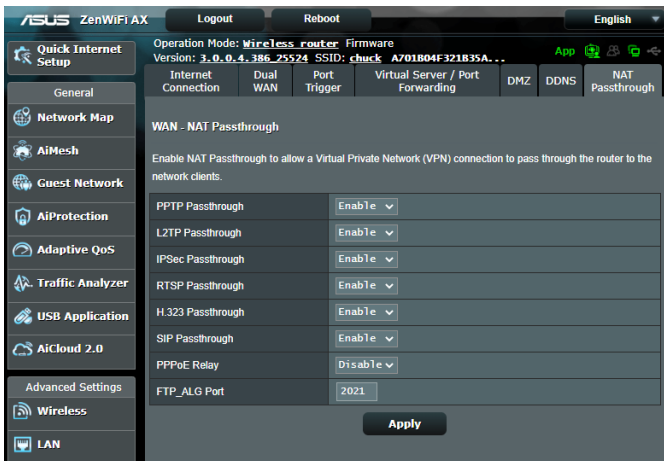 ASUS ZenWiFi AX Logout Reboot English
Quick Internet Setup
General
Network Map
AiMesh
Guest Network
AiProtection
Adaptive QoS
Traffic Analyzer
USB Application
AiCloud 2.0
Advanced Settings
Wireless
LAN
Operation Mode: Wireless router Firmware
Version: 3.0.0.4.386_25524 SSID: chuck A701B04F321B35A...
App
Internet Connection
Dual WAN
Port Trigger
Virtual Server / Port Forwarding
DMZ
DDNS
NAT Passthrough
WAN - NAT Passthrough
Enable NAT Passthrough to allow a Virtual Private Network (VPN) connection to pass through the router to the
network clients.
PPTP Passthrough Enable
L2TP Passthrough Enable
IPSec Passthrough Enable
RTSP Passthrough Enable
H.323 Passthrough Enable
SIP Passthrough Enable
PPPoE Relay Disable
FTP_ALG Port 2021
Apply